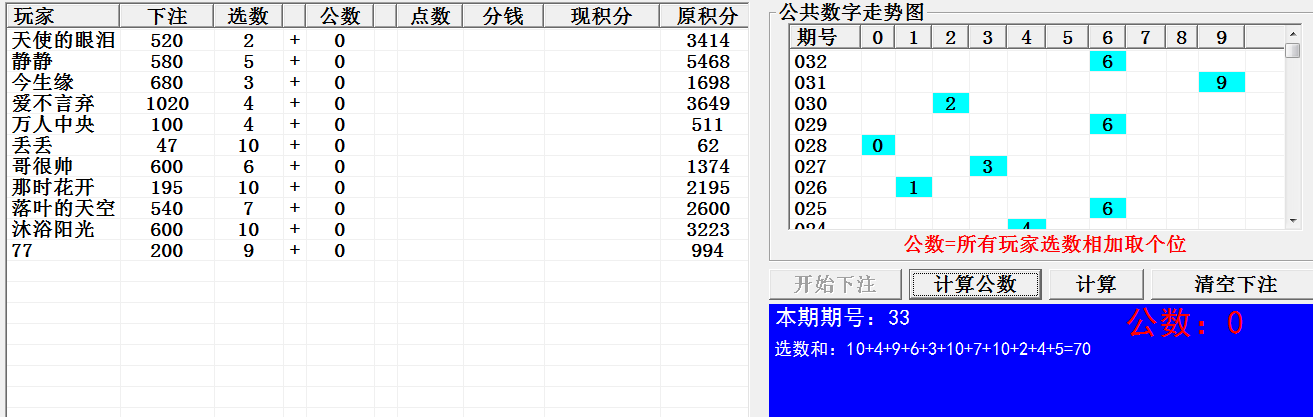 玩家 下注 选数 公数 点数 分钱 现积分 原积分
天使的眼泪 520 2 + 0 3414
静静 580 5 + 0 5468
今生缘 680 3 + 0 1698
爱不言弃 1020 4 + 0 3649
万人中央 100 4 + 0 511
丢丢 47 10 + 0 62
哥很帅 600 6 + 0 1374
那时花开 195 10 + 0 2195
落叶的天空 540 7 + 0 2600
沐浴阳光 600 10 + 0 3223
77 200 9 + 0 994
公共数字走势图
期号 0 1 2 3 4 5 6 7 8 9
032 6
031 9
030 2
029 6
028 0
027 3
026 1
025 6
024 4
公数=所有玩家选数相加取个位
开始下注 计算公数 计算 清空下注
本期期号：33 公数：0
选数和：10+4+9+6+3+10+7+10+2+4+5=70